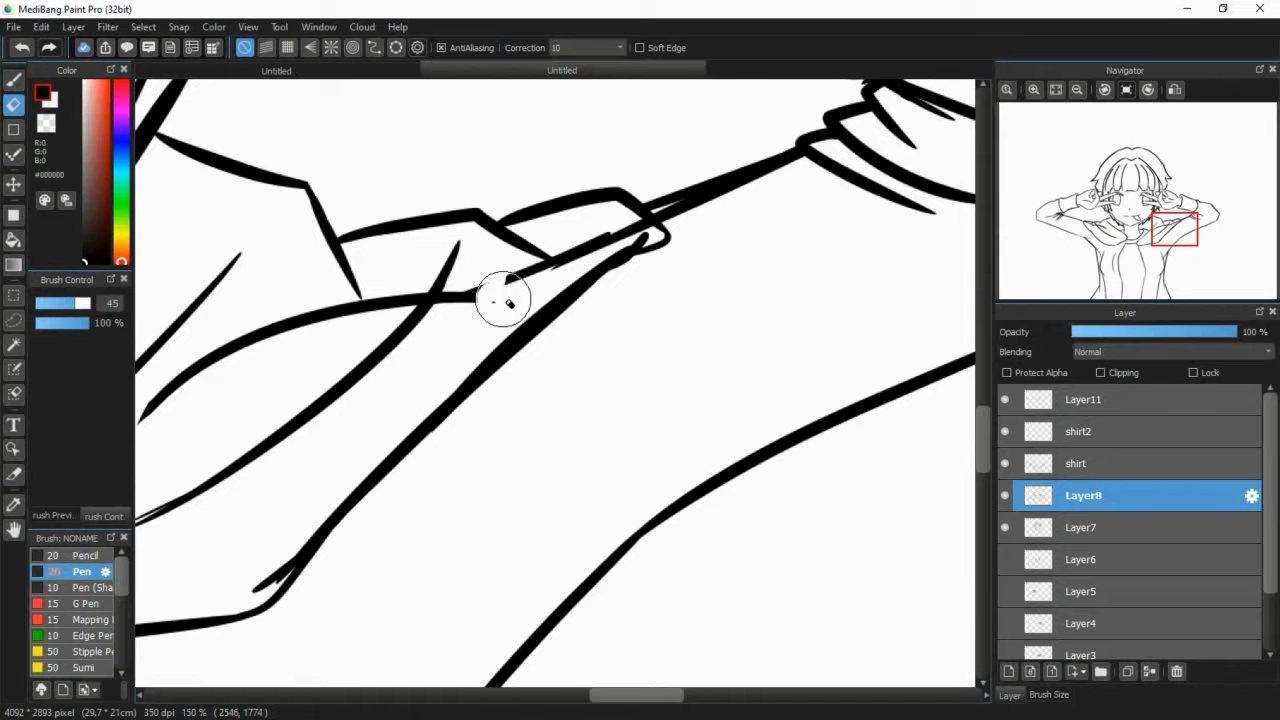 MediBang Paint Pro (32bit)
File Edit Layer Filter Select Snap Color View Tool Window Cloud Help
AntiAliasing Correction 10 Soft Edge
Color
Untitled Untitled
Navigator
R:0
G:0
B:0
#000000
Brush Control
45
100 %
rush Previ. rush Cont.
Brush: NONAME
20 Pencil
20 Pen
10 Pen (Sha
15 G Pen
15 Mapping
10 Edge Pen
50 Stipple Pe
50 Sumi
Layer
Opacity 100 %
Blending Normal
Protect Alpha Clipping Lock
Layer11
shirt2
shirt
Layer8
Layer7
Layer6
Layer5
Layer4
Layer3
Layer Brush Size
T
4092 * 2893 pixel (29.7 * 21cm) 350 dpi 150 % ( 2546, 1774 )